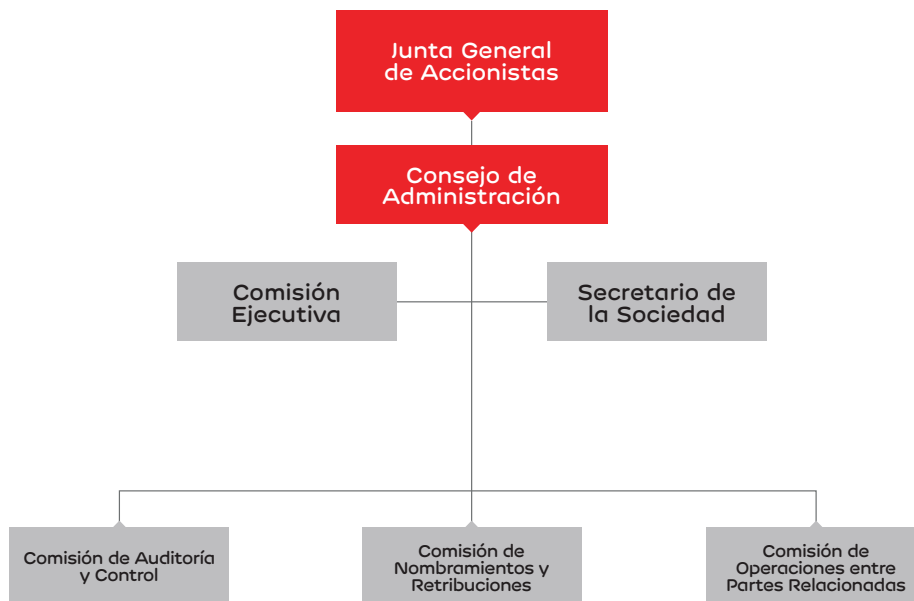 Junta General
de Accionistas
Consejo de
Administración
Comisión
Ejecutiva
Secretario de
la Sociedad
Comisión de Auditoría
y Control
Comisión de
Nombramientos y
Retribuciones
Comisión de
Operaciones entre
Partes Relacionadas